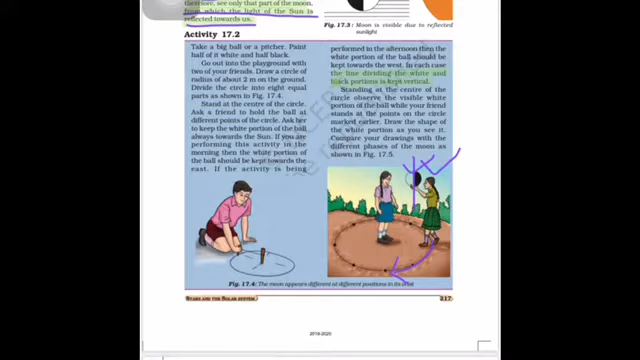 therefore, see only that part of the moon,
from which the light of the Sun is
reflected towards us.
Fig. 17.3 : Moon is visible due to reflected
sunlight
Activity 17.2
Take a big ball or a pitcher. Paint
half of it white and half black.
Go out into the playground with
two of your friends. Draw a circle of
radius of about 2 m on the ground.
Divide the circle into eight equal
parts as shown in Fig. 17.4.
Stand at the centre of the circle.
Ask a friend to hold the ball at
different points of the circle. Ask
her to keep the white portion of the ball
always towards the Sun. If you are
performing this activity in the
morning then the white portion of
the ball should be kept towards the
east. If the activity is being
performed in the afternoon then the
white portion of the ball should be
kept towards the west. In each case
the line dividing the white and
black portions is kept vertical.
Standing at the centre of the
circle observe the visible white
portion of the ball while your friend
stands at the points on the circle
marked earlier. Draw the shape of
the white portion as you see it.
Compare your drawings with the
different phases of the moon as
shown in Fig. 17.5.
Fig. 17.4 : The moon appears different at different positions in its orbit
STARS AND THE SOLAR SYSTEM
217
2019-2020